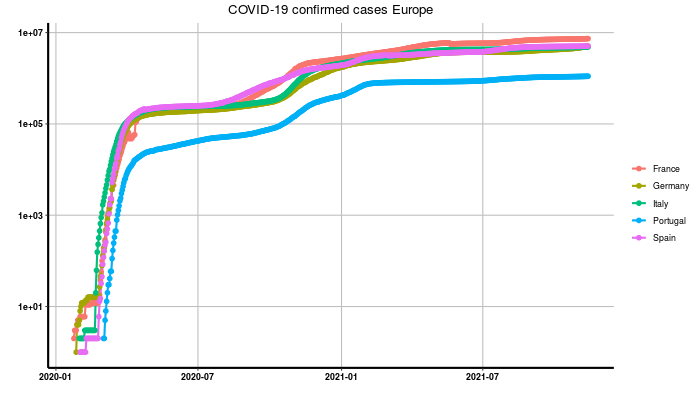 COVID-19 confirmed cases Europe
1e+07
1e+05
1e+03
1e+01
2020-01
2020-07
2021-01
2021-07
France
Germany
Italy
Portugal
Spain